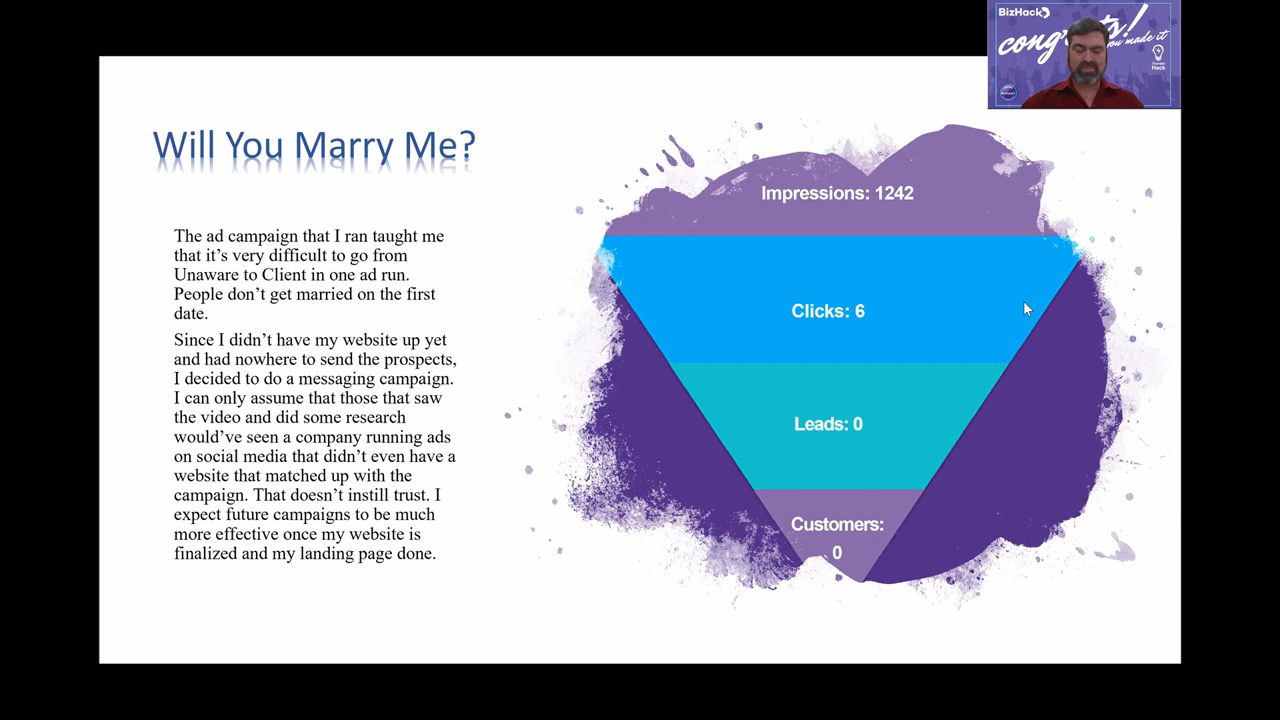 BizHack
congrats!
you made it
Will You Marry Me?
Impressions: 1242
The ad campaign that I ran taught me
that it’s very difficult to go from
Unaware to Client in one ad run.
People don’t get married on the first
date.
Clicks: 6
Since I didn’t have my website up yet
and had nowhere to send the prospects,
I decided to do a messaging campaign.
I can only assume that those that saw
the video and did some research
would’ve seen a company running ads
on social media that didn’t even have a
website that matched up with the
campaign. That doesn’t instill trust. I
expect future campaigns to be much
more effective once my website is
finalized and my landing page done.
Leads: 0
Customers:
0